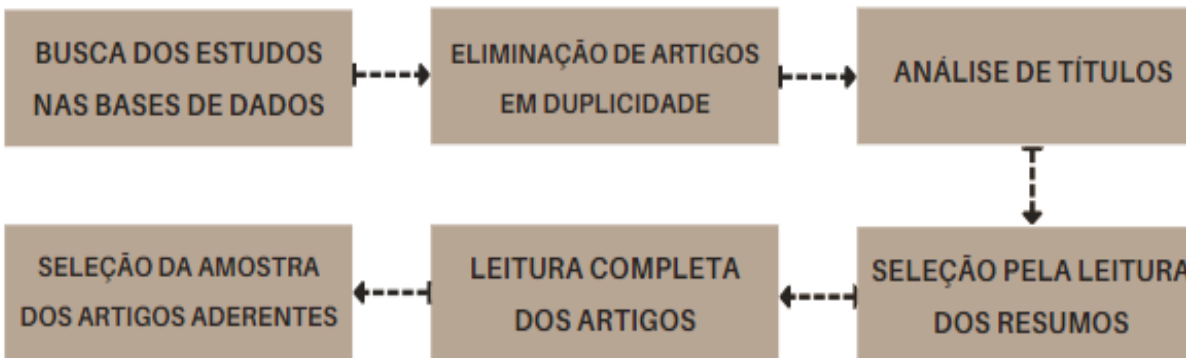 BUSCA DOS ESTUDOS
NAS BASES DE DADOS
ELIMINAÇÃO DE ARTIGOS
EM DUPLICIDADE
ANÁLISE DE TÍTULOS
SELEÇÃO PELA LEITURA
DOS RESUMOS
LEITURA COMPLETA
DOS ARTIGOS
SELEÇÃO DA AMOSTRA
DOS ARTIGOS ADERENTES